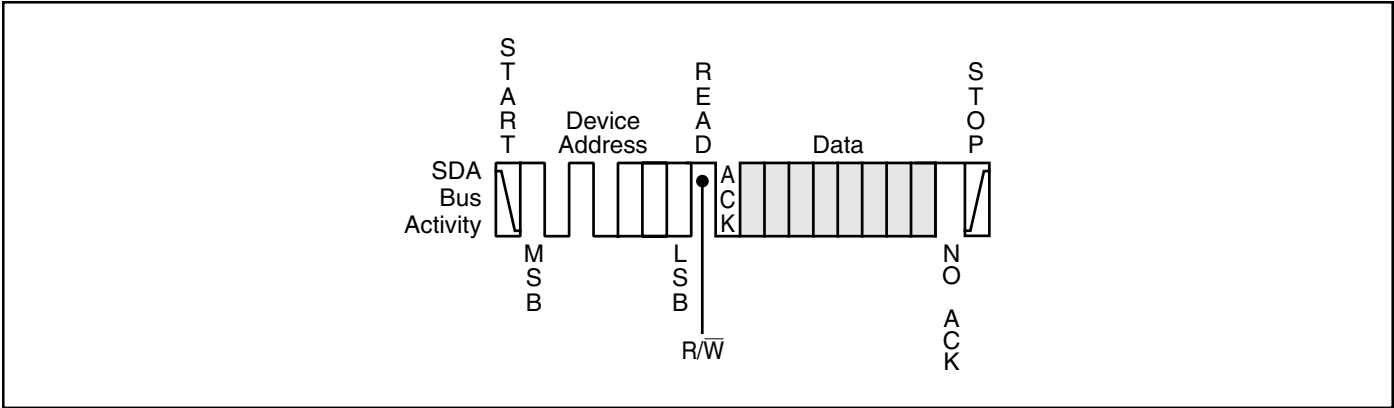 START
READ
STOP
Device
Address
Data
SDA
Bus
Activity
ACK
MSB
LSB
NO ACK
R/W̅